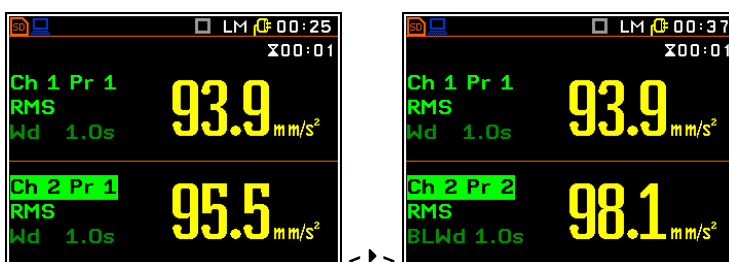 SD LM 00:25
00:01
Ch 1 Pr 1
RMS 93.9 mm/s²
Wd 1.0s
Ch 2 Pr 1
RMS 95.5 mm/s²
Wd 1.0s
< >
SD LM 00:37
00:01
Ch 1 Pr 1
RMS 93.9 mm/s²
Wd 1.0s
Ch 2 Pr 2
RMS 98.1 mm/s²
BLWd 1.0s